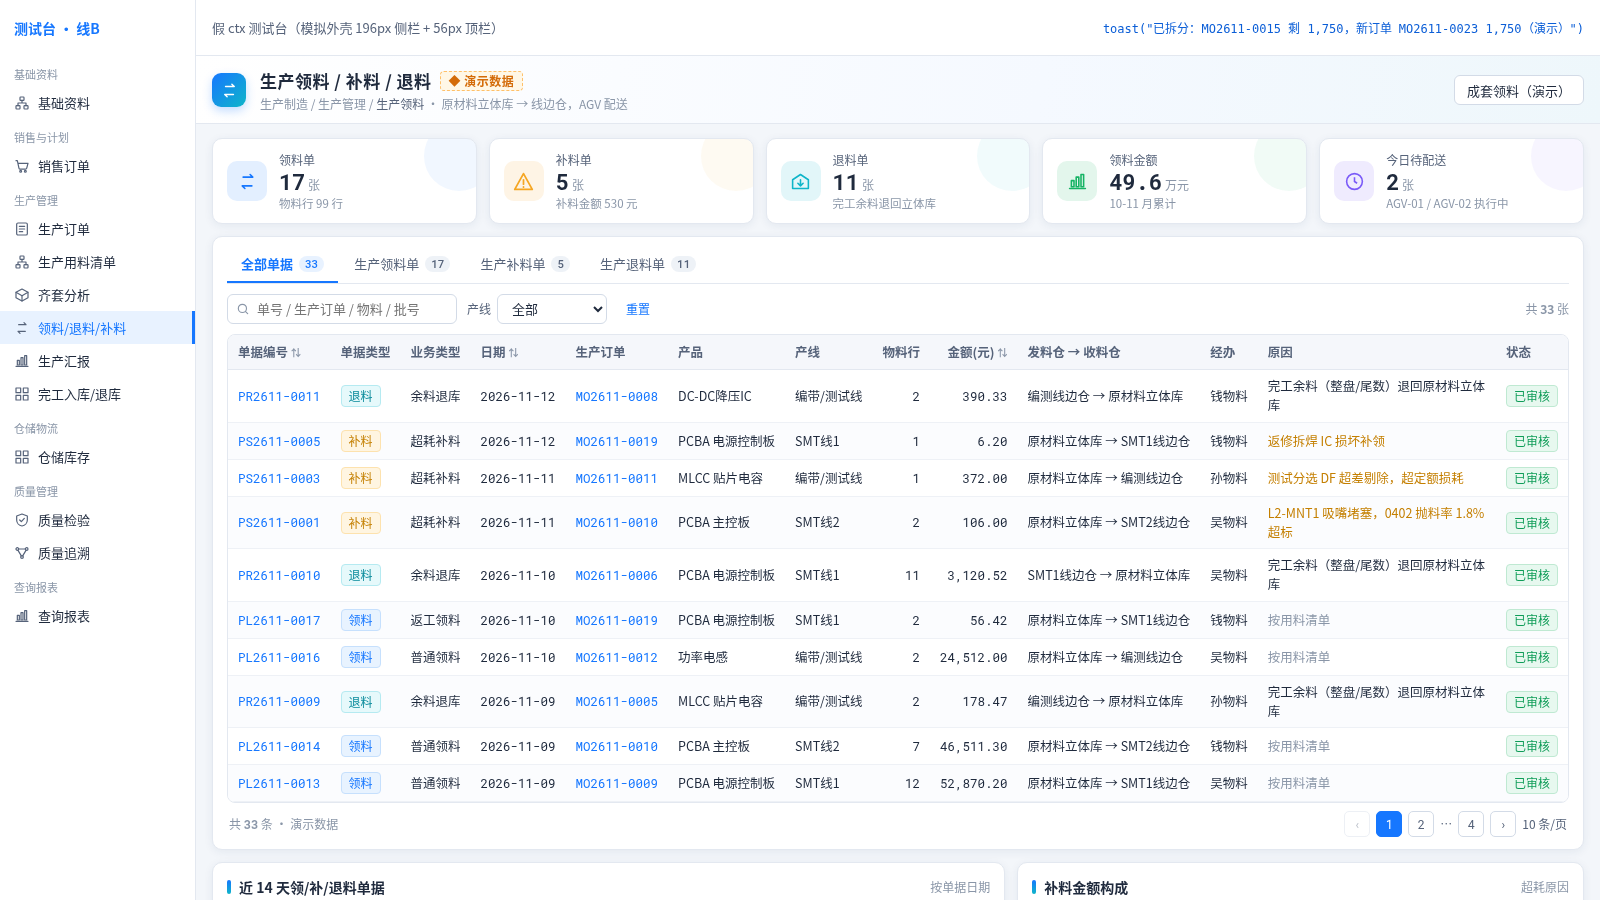 测试台 · 线B
假 ctx 测试台（模拟外壳 196px 侧栏 + 56px 顶栏）
toast("已拆分: MO2611-0015 剩 1,750, 新订单 MO2611-0023 1,750（演示）")
基础资料
基础资料
销售与计划
销售订单
生产管理
生产订单
生产用料清单
齐套分析
领料/退料/补料
生产汇报
完工入库/退库
仓储物流
仓储库存
质量管理
质量检验
质量追溯
查询报表
查询报表
生产领料 / 补料 / 退料
◆ 演示数据
生产制造 / 生产管理 / 生产领料 · 原材料立体库 → 线边仓，AGV 配送
成套领料（演示）
领料单
17 张
物料行 99 行
补料单
5 张
补料金额 530 元
退料单
11 张
完工余料退回立体库
领料金额
49.6 万元
10-11 月累计
今日待配送
2 张
AGV-01 / AGV-02 执行中
全部单据 33
生产领料单 17
生产补料单 5
生产退料单 11
单号 / 生产订单 / 物料 / 批号
产线 全部
重置
共 33 张
单据编号 ⇅ 单据类型 业务类型 日期 ⇅ 生产订单 产品 产线 物料行 金额(元) ⇅ 发料仓 → 收料仓 经办 原因 状态
PR2611-0011 退料 余料退库 2026-11-12 MO2611-0008 DC-DC降压IC 编带/测试线 2 390.33 编测线边仓 → 原材料立体库 钱物料 完工余料（整盘/尾数）退回原材料立体库 已审核
PS2611-0005 补料 超耗补料 2026-11-12 MO2611-0019 PCBA 电源控制板 SMT线1 1 6.20 原材料立体库 → SMT1线边仓 钱物料 返修拆焊 IC 损坏补领 已审核
PS2611-0003 补料 超耗补料 2026-11-11 MO2611-0011 MLCC 贴片电容 编带/测试线 1 372.00 原材料立体库 → 编测线边仓 孙物料 测试分选 DF 超差剔除，超定额损耗 已审核
PS2611-0001 补料 超耗补料 2026-11-11 MO2611-0010 PCBA 主控板 SMT线2 2 106.00 原材料立体库 → SMT2线边仓 吴物料 L2-MNT1 吸嘴堵塞，0402 抛料率 1.8% 超标 已审核
PR2611-0010 退料 余料退库 2026-11-10 MO2611-0006 PCBA 电源控制板 SMT线1 11 3,120.52 SMT1线边仓 → 原材料立体库 吴物料 完工余料（整盘/尾数）退回原材料立体库 已审核
PL2611-0017 领料 返工领料 2026-11-10 MO2611-0019 PCBA 电源控制板 SMT线1 2 56.42 原材料立体库 → SMT1线边仓 钱物料 按用料清单 已审核
PL2611-0016 领料 普通领料 2026-11-10 MO2611-0012 功率电感 编带/测试线 2 24,512.00 原材料立体库 → 编测线边仓 吴物料 按用料清单 已审核
PR2611-0009 退料 余料退库 2026-11-09 MO2611-0005 MLCC 贴片电容 编带/测试线 2 178.47 编测线边仓 → 原材料立体库 孙物料 完工余料（整盘/尾数）退回原材料立体库 已审核
PL2611-0014 领料 普通领料 2026-11-09 MO2611-0010 PCBA 主控板 SMT线2 7 46,511.30 原材料立体库 → SMT2线边仓 钱物料 按用料清单 已审核
PL2611-0013 领料 普通领料 2026-11-09 MO2611-0009 PCBA 电源控制板 SMT线1 12 52,870.20 原材料立体库 → SMT1线边仓 吴物料 按用料清单 已审核
共 33 条 · 演示数据
‹ 1 2 ··· 4 › 10 条/页
近 14 天领/补/退料单据
按单据日期
补料金额构成
超耗原因